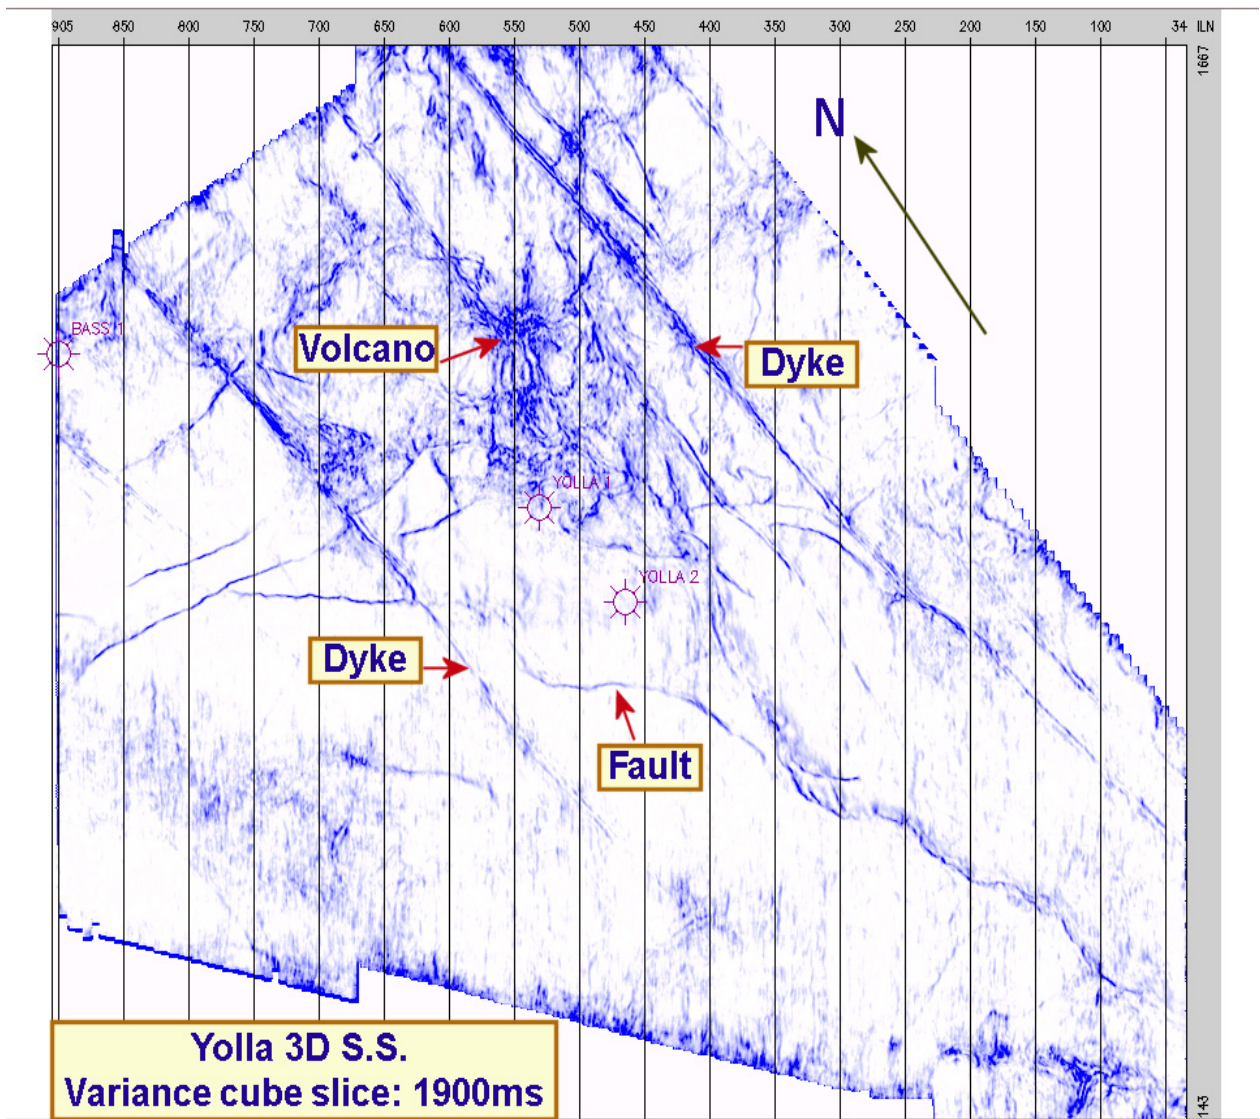 905 850 800 750 700 650 600 550 500 450 400 350 300 250 200 150 100 34 ILN
1667
N
BASS 1
Volcano
Dyke
YOLLA 1
YOLLA 2
Dyke
Fault
Yolla 3D S.S.
Variance cube slice: 1900ms
143